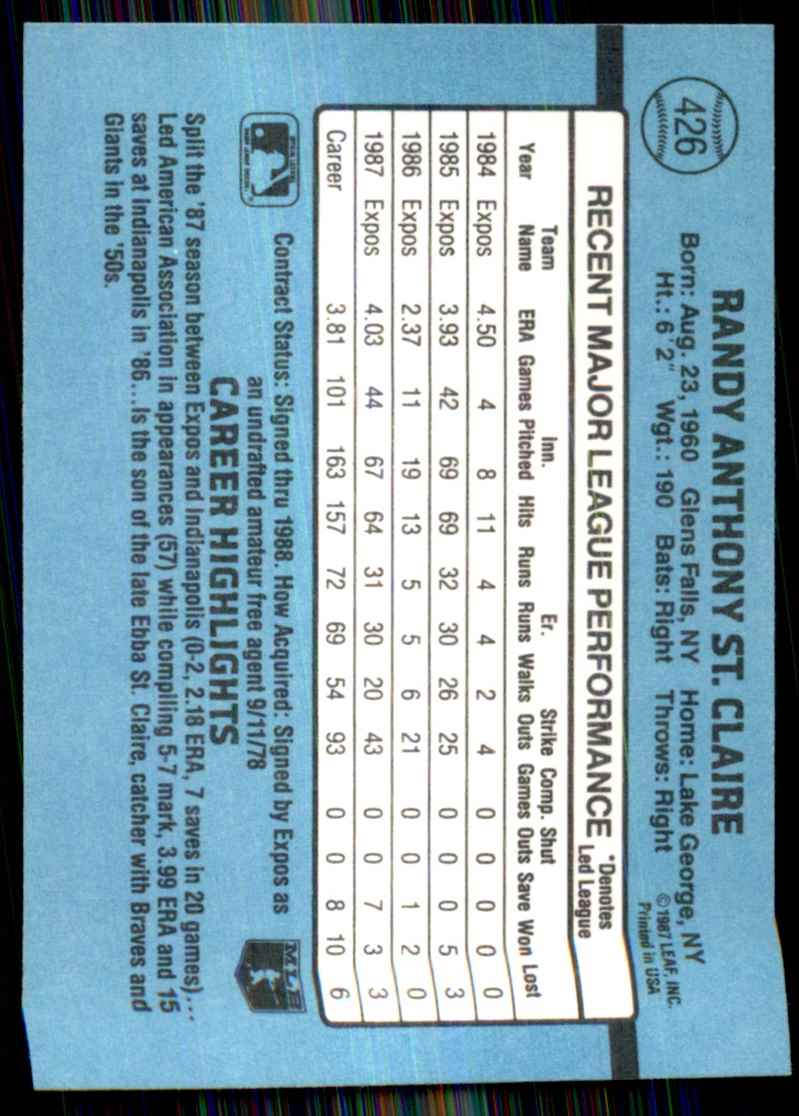 426
RANDY ANTHONY ST. CLAIRE
Born: Aug. 23, 1960 Glens Falls, NY Home: Lake George, NY
Ht.: 6'2" Wgt.: 190 Bats: Right Throws: Right
©1987 LEAF, INC.
Printed in USA
RECENT MAJOR LEAGUE PERFORMANCE *Denotes Led League
Year Team Name ERA Games Inn. Pitched Hits Runs Er. Runs Walks Strike Outs Comp. Games Shut Outs Save Won Lost
1984 Expos 4.50 4 8 11 4 4 2 4 0 0 0 0 0
1985 Expos 3.93 42 69 69 32 30 26 25 0 0 0 5 3
1986 Expos 2.37 11 19 13 5 5 6 21 0 0 1 2 0
1987 Expos 4.03 44 67 64 31 30 20 43 0 0 7 3 3
Career 3.81 101 163 157 72 69 54 93 0 0 8 10 6
Contract Status: Signed thru 1988. How Acquired: Signed by Expos as
an undrafted amateur free agent 9/11/78
MLB
CAREER HIGHLIGHTS
Split the '87 season between Expos and Indianapolis (0-2, 2.18 ERA, 7 saves in 20 games)...
Led American Association in appearances (57) while compiling 5-7 mark, 3.99 ERA and 15
saves at Indianapolis in '86...Is the son of the late Ebba St. Claire, catcher with Braves and
Giants in the '50s.